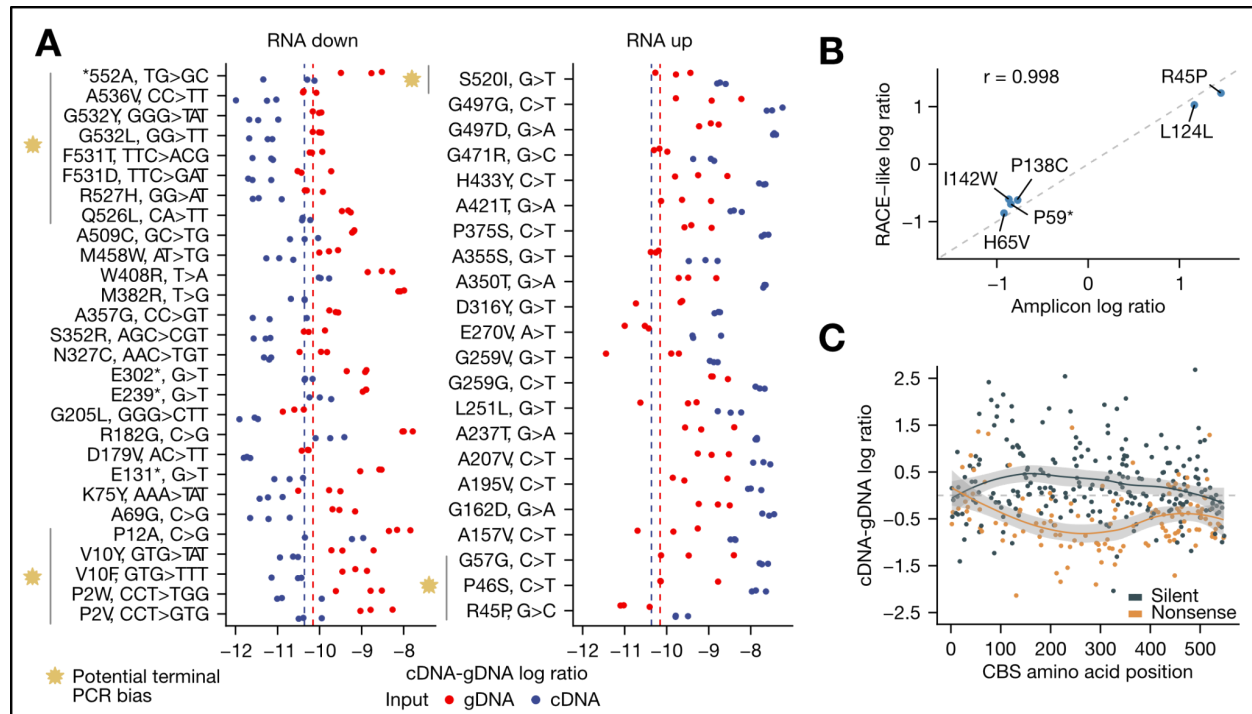 A
RNA down
*552A, TG>GC
A536V, CC>TT
G532Y, GGG>TAT
G532L, GG>TT
F531T, TTC>ACG
F531D, TTC>GAT
R527H, GG>AT
Q526L, CA>TT
A509C, GC>TG
M458W, AT>TG
W408R, T>A
M382R, T>G
A357G, CC>GT
S352R, AGC>CGT
N327C, AAC>TGT
E302*, G>T
E239*, G>T
G205L, GGG>CTT
R182G, C>G
D179V, AC>TT
E131*, G>T
K75Y, AAA>TAT
A69G, C>G
P12A, C>G
V10Y, GTG>TAT
V10F, GTG>TTT
P2W, CCT>TGG
P2V, CCT>GTG
−12 −11 −10 −9 −8
RNA up
S520I, G>T
G497G, C>T
G497D, G>A
G471R, G>C
H433Y, C>T
A421T, G>A
P375S, C>T
A355S, G>T
A350T, G>A
D316Y, G>T
E270V, A>T
G259V, G>T
G259G, C>T
L251L, G>T
A237T, G>A
A207V, C>T
A195V, C>T
G162D, G>A
A157V, C>T
G57G, C>T
P46S, C>T
R45P, G>C
−12 −11 −10 −9 −8
cDNA-gDNA log ratio
Potential terminal
PCR bias
Input gDNA cDNA
B
r = 0.998
R45P
L124L
P138C
I142W
P59*
H65V
RACE−like log ratio
1
0
−1
−1 0 1
Amplicon log ratio
C
cDNA-gDNA log ratio
2.5
0.5
−0.5
−2.5
Silent
Nonsense
0 100 200 300 400 500
CBS amino acid position